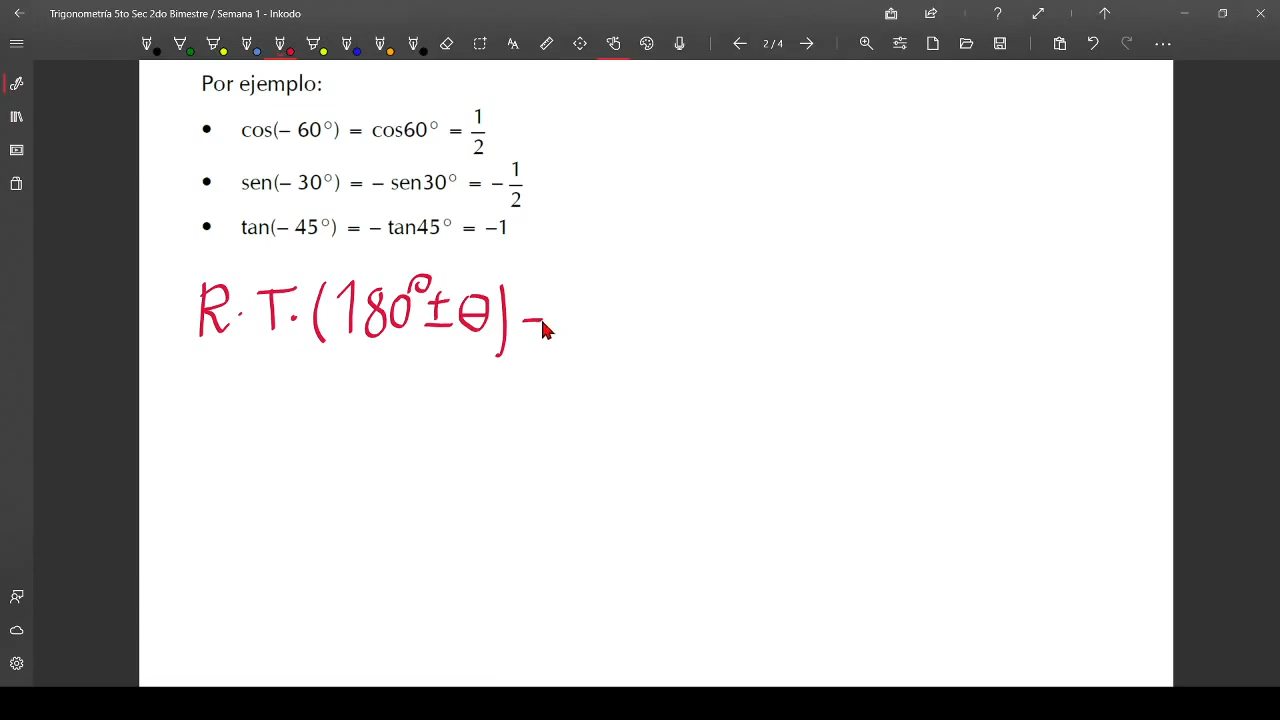 Trigonometría 5to Sec 2do Bimestre / Semana 1 - Inkodo
2/4
Por ejemplo:
• cos(– 60°) = cos60° = 1/2
• sen(– 30°) = – sen30° = – 1/2
• tan(– 45°) = – tan45° = –1
R.T.(180°±θ) –